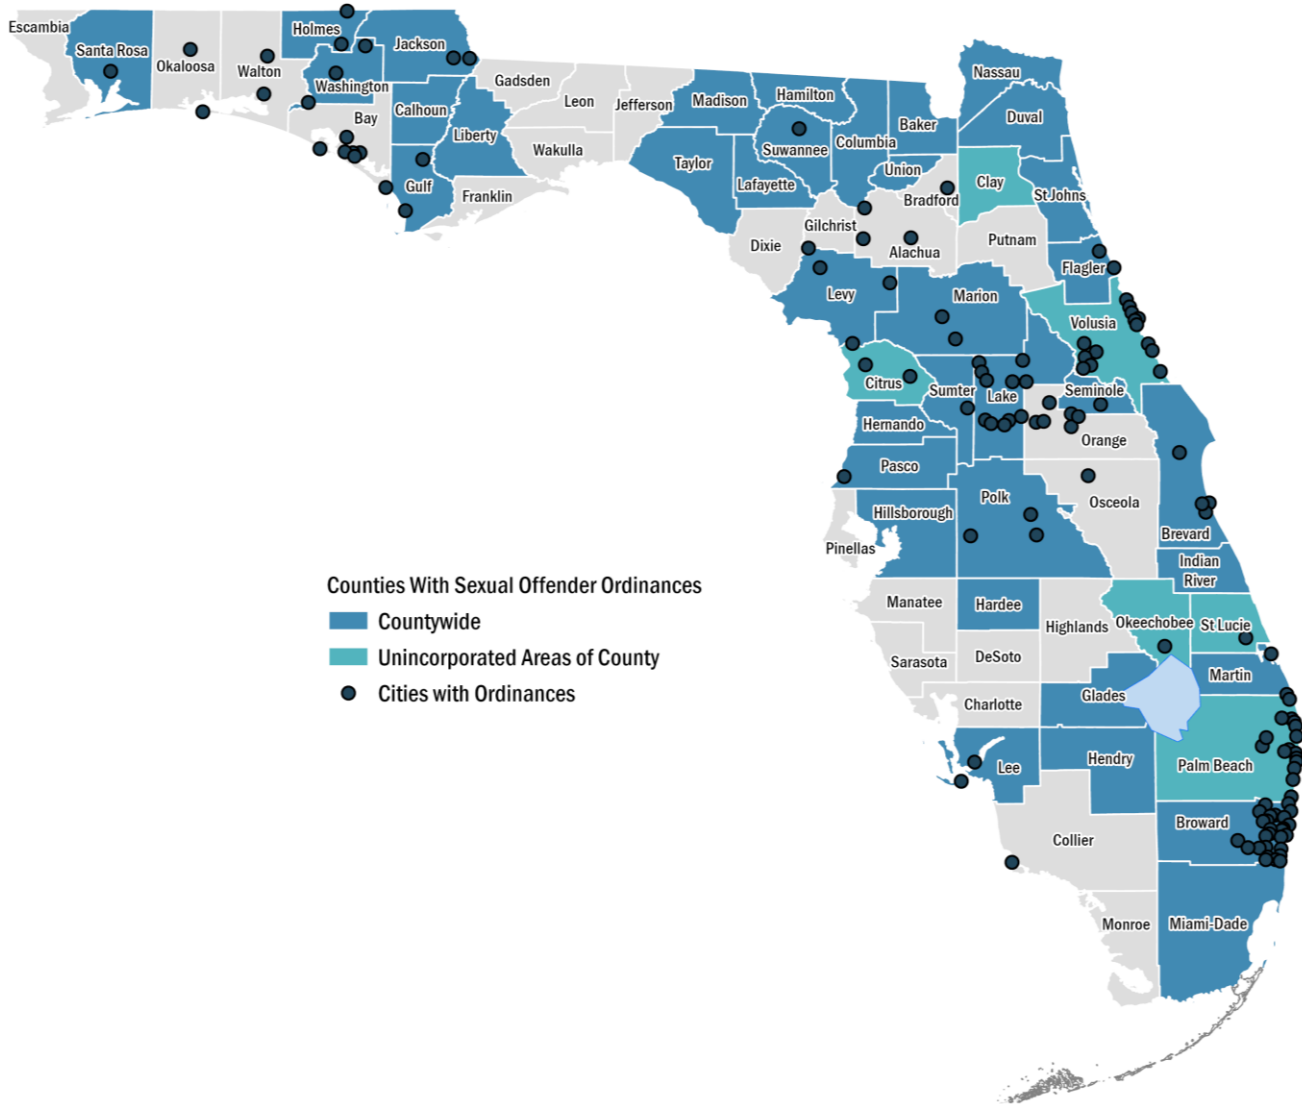 Escambia
Santa Rosa
Okaloosa
Walton
Holmes
Washington
Bay
Jackson
Calhoun
Gulf
Liberty
Gadsden
Leon
Jefferson
Wakulla
Franklin
Madison
Hamilton
Taylor
Suwannee
Lafayette
Columbia
Baker
Nassau
Duval
Union
Bradford
Clay
St Johns
Dixie
Gilchrist
Alachua
Putnam
Flagler
Levy
Marion
Volusia
Citrus
Sumter
Lake
Seminole
Hernando
Orange
Pasco
Polk
Osceola
Hillsborough
Pinellas
Brevard
Indian
River
Counties With Sexual Offender Ordinances
Countywide
Unincorporated Areas of County
Cities with Ordinances
Manatee
Hardee
Highlands
Okeechobee
St Lucie
Sarasota
DeSoto
Martin
Charlotte
Glades
Lee
Hendry
Palm Beach
Collier
Broward
Monroe
Miami-Dade